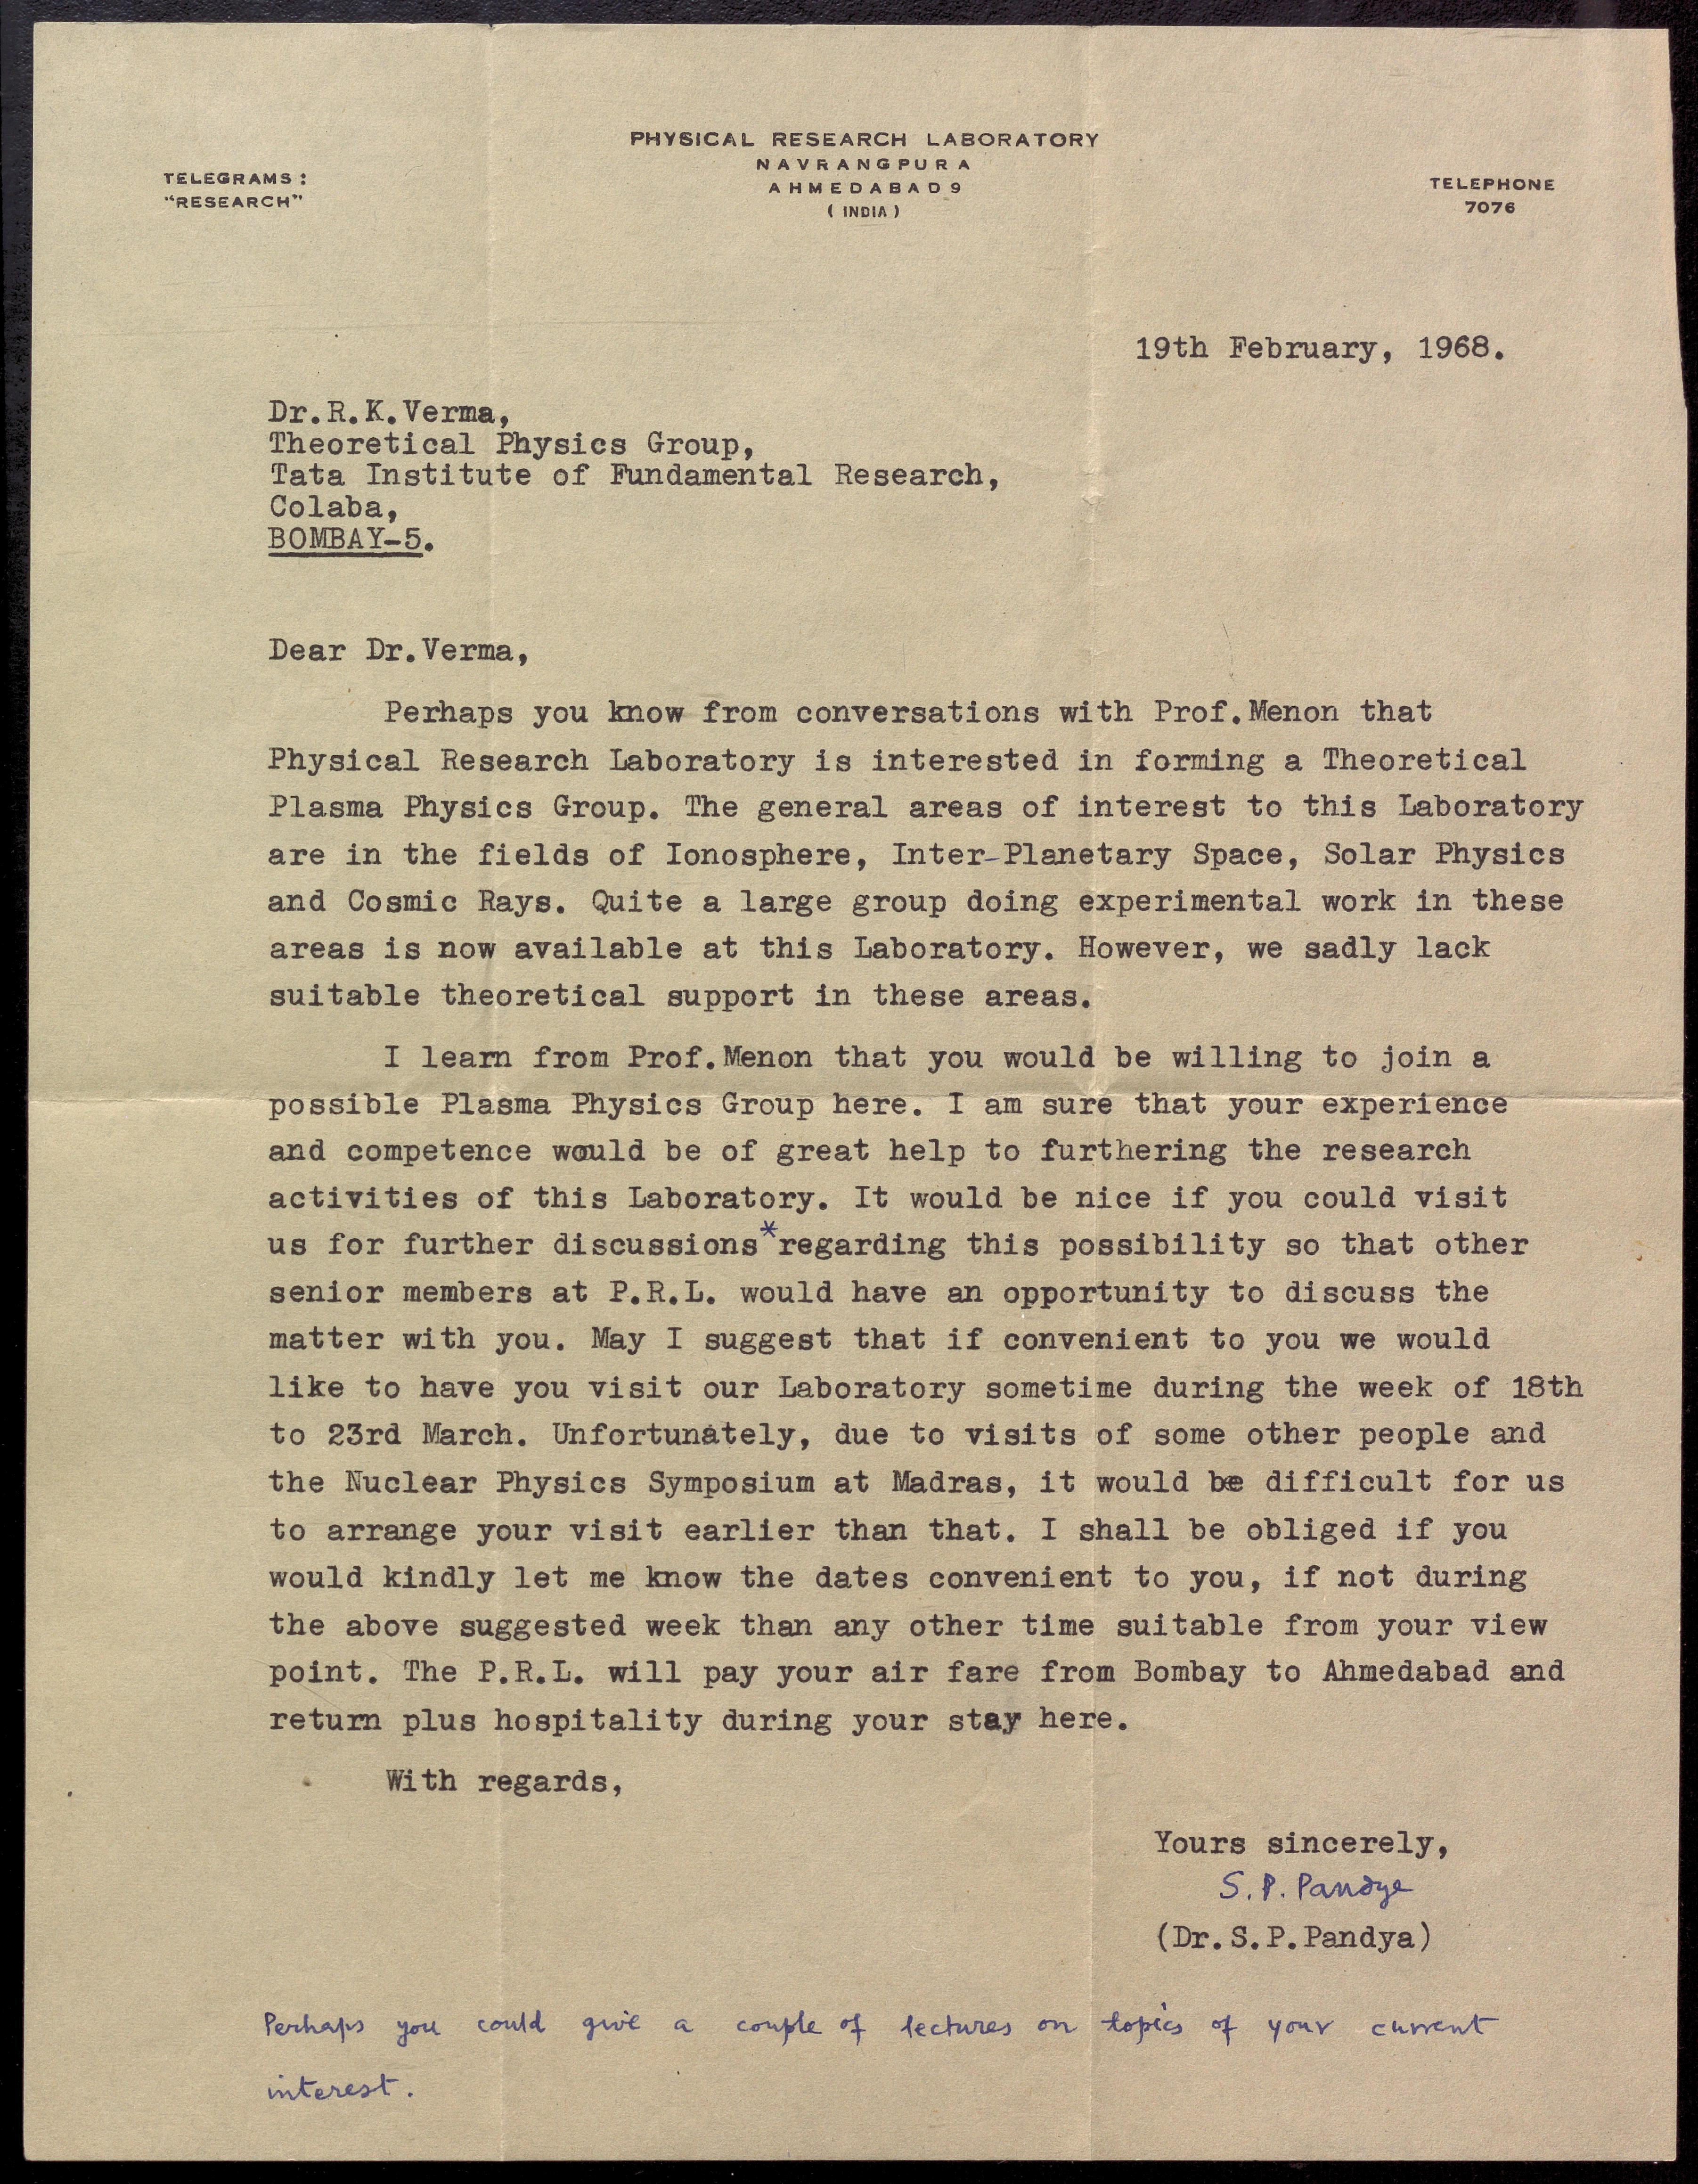 PHYSICAL RESEARCH LABORATORY
NAVRANGPURA
AHMEDABAD 9
( INDIA )
TELEGRAMS :
"RESEARCH"
TELEPHONE
7076
19th February, 1968.
Dr.R.K.Verma,
Theoretical Physics Group,
Tata Institute of Fundamental Research,
Colaba,
BOMBAY-5.
Dear Dr.Verma,
Perhaps you know from conversations with Prof.Menon that
Physical Research Laboratory is interested in forming a Theoretical
Plasma Physics Group. The general areas of interest to this Laboratory
are in the fields of Ionosphere, Inter-Planetary Space, Solar Physics
and Cosmic Rays. Quite a large group doing experimental work in these
areas is now available at this Laboratory. However, we sadly lack
suitable theoretical support in these areas.
I learn from Prof.Menon that you would be willing to join a
possible Plasma Physics Group here. I am sure that your experience
and competence would be of great help to furthering the research
activities of this Laboratory. It would be nice if you could visit
us for further discussions*regarding this possibility so that other
senior members at P.R.L. would have an opportunity to discuss the
matter with you. May I suggest that if convenient to you we would
like to have you visit our Laboratory sometime during the week of 18th
to 23rd March. Unfortunately, due to visits of some other people and
the Nuclear Physics Symposium at Madras, it would be difficult for us
to arrange your visit earlier than that. I shall be obliged if you
would kindly let me know the dates convenient to you, if not during
the above suggested week than any other time suitable from your view
point. The P.R.L. will pay your air fare from Bombay to Ahmedabad and
return plus hospitality during your stay here.
With regards,
Yours sincerely,
S. P. Pandya
(Dr.S.P.Pandya)
Perhaps you could give a couple of lectures on topics of your current
interest.